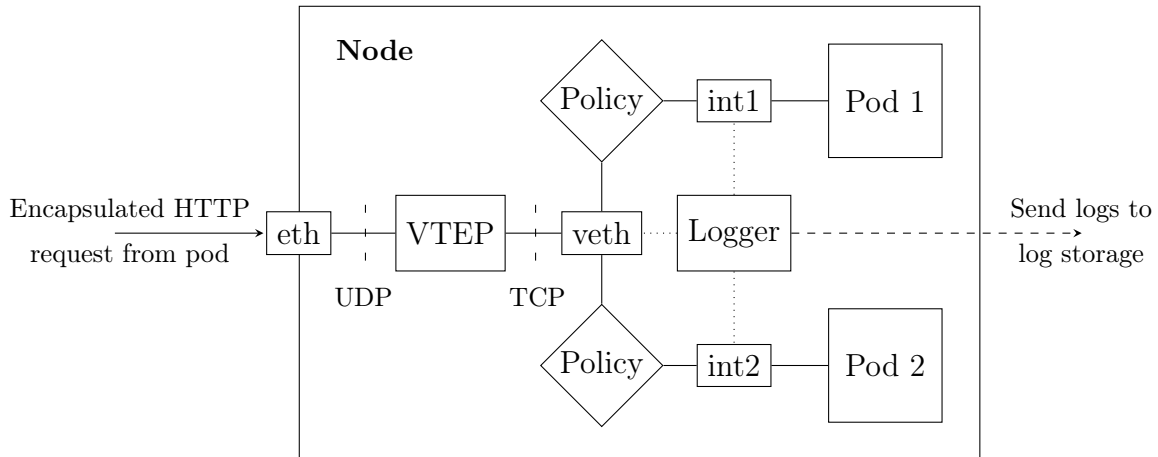 Node
Policy
int1
Pod 1
Encapsulated HTTP
request from pod
eth
VTEP
veth
Logger
Send logs to
log storage
UDP
TCP
Policy
int2
Pod 2